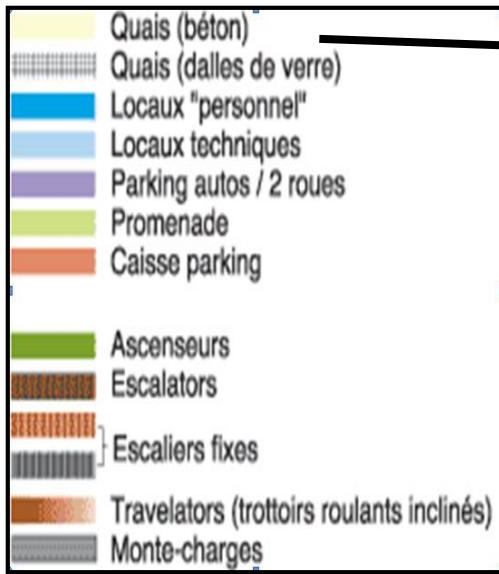 Quais (béton)
Quais (dalles de verre)
Locaux "personnel"
Locaux techniques
Parking autos / 2 roues
Promenade
Caisse parking
Ascenseurs
Escalators
Escaliers fixes
Travelators (trottoirs roulants inclinés)
Monte-charges